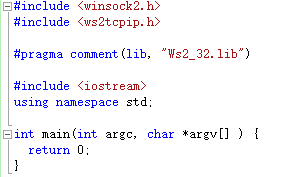 #include <winsock2.h>
#include <ws2tcpip.h>
#pragma comment(lib, "Ws2_32.lib")
#include <iostream>
using namespace std;
int main(int argc, char *argv[] ) {
  return 0;
}